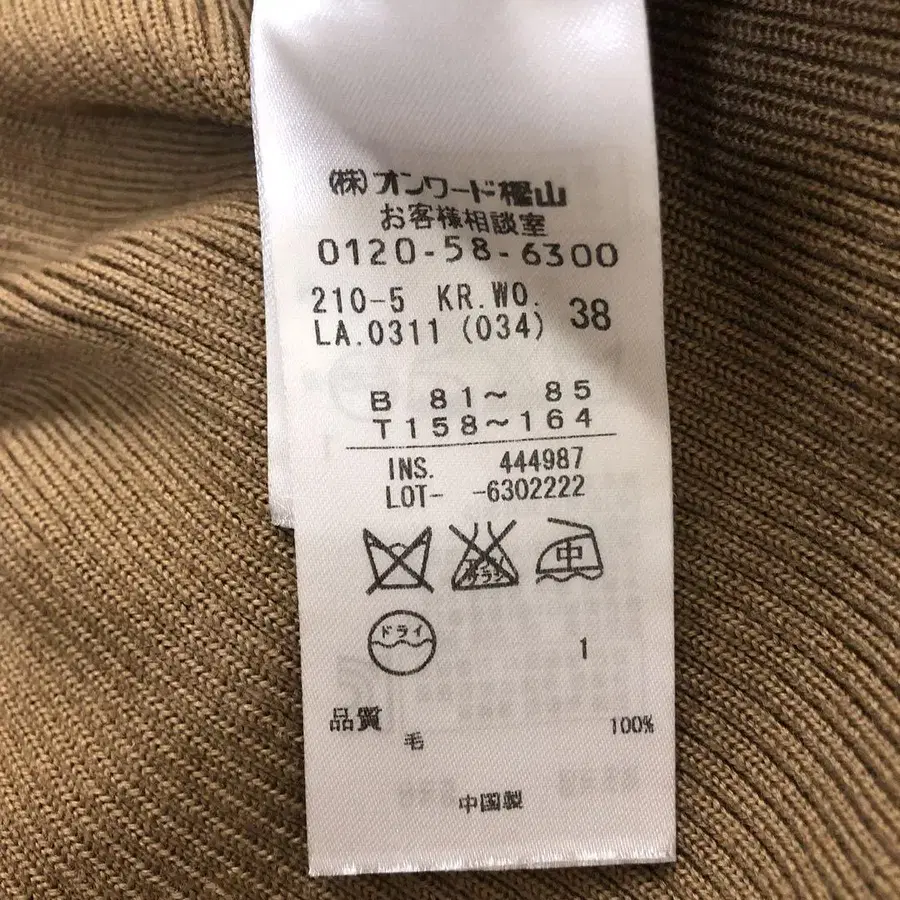 (株)オンワード樫山
お客様相談室
0120-58-6300
210-5 KR.WO.
LA.0311 (034) 38
B 81～ 85
T158～164
INS. 444987
LOT- -6302222
中
ドライ
1
品質
毛 100%
中国製